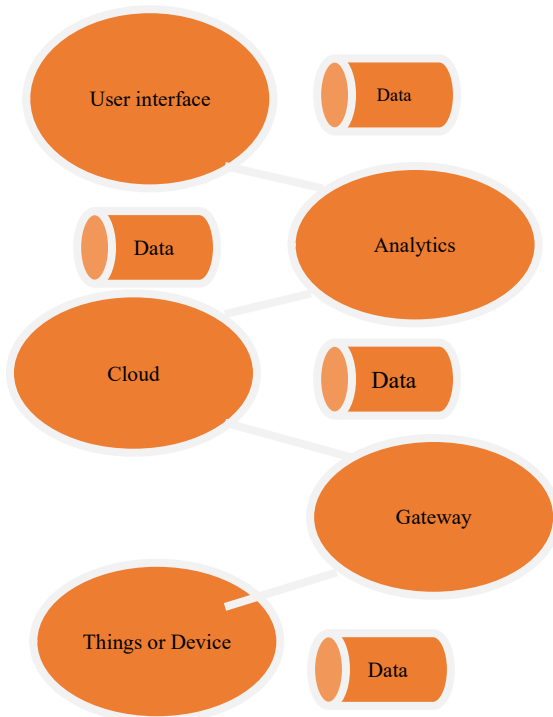 User interface
Data
Analytics
Data
Cloud
Data
Gateway
Things or Device
Data